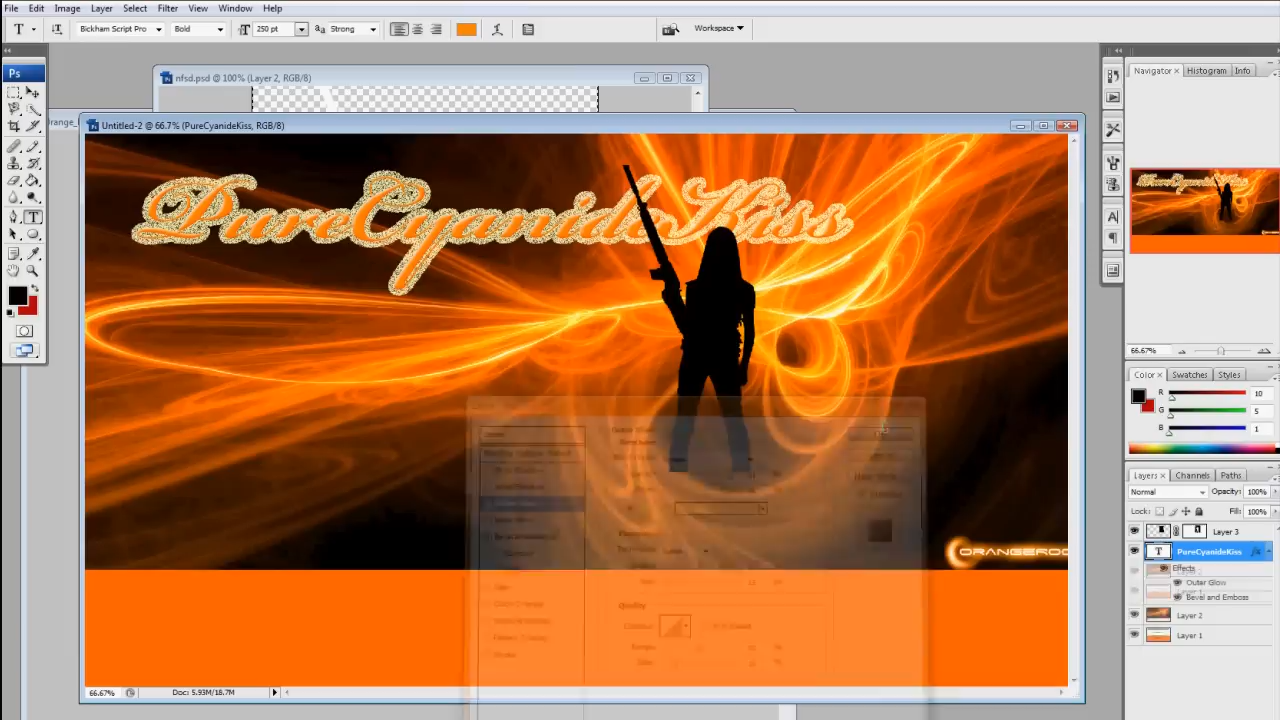 File Edit Image Layer Select Filter View Window Help
T Bickham Script Pro Bold 250 pt Strong Workspace
Ps
nfsd.psd @ 100% (Layer 2, RGB/8)
Untitled-2 @ 66.7% (PureCyanideKiss, RGB/8)
PureCyanideKiss
ORANGEROO
66.67% Doc: 5.93M/18.7M
Quality
Navigator Histogram Info
66.67%
Color Swatches Styles
R 10
G 5
B 1
Layers Channels Paths
Normal Opacity: 100%
Lock: Fill: 100%
Layer 3
T PureCyanideKiss fx
Effects
Outer Glow
Bevel and Emboss
Layer 2
Layer 1